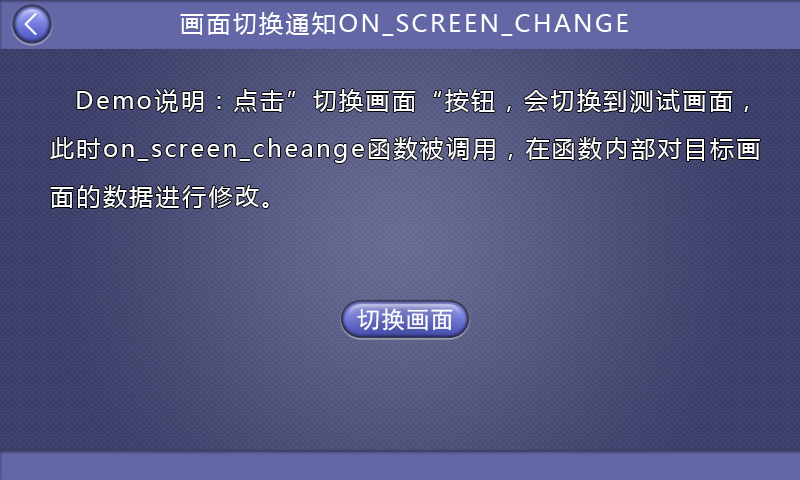 画面切换通知ON_SCREEN_CHANGE
Demo说明：点击”切换画面“按钮，会切换到测试画面，
此时on_screen_cheange函数被调用，在函数内部对目标画
面的数据进行修改。
切换画面